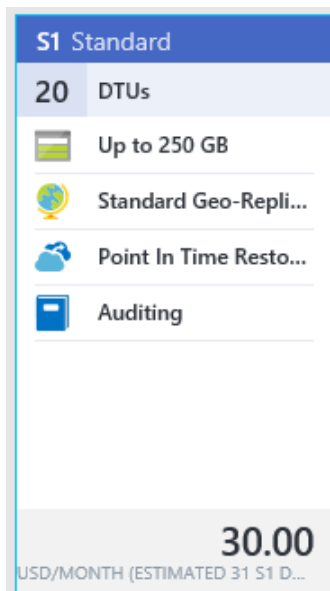 S1 Standard
20 DTUs
Up to 250 GB
Standard Geo-Repli...
Point In Time Resto...
Auditing
30.00
USD/MONTH (ESTIMATED 31 S1 D...